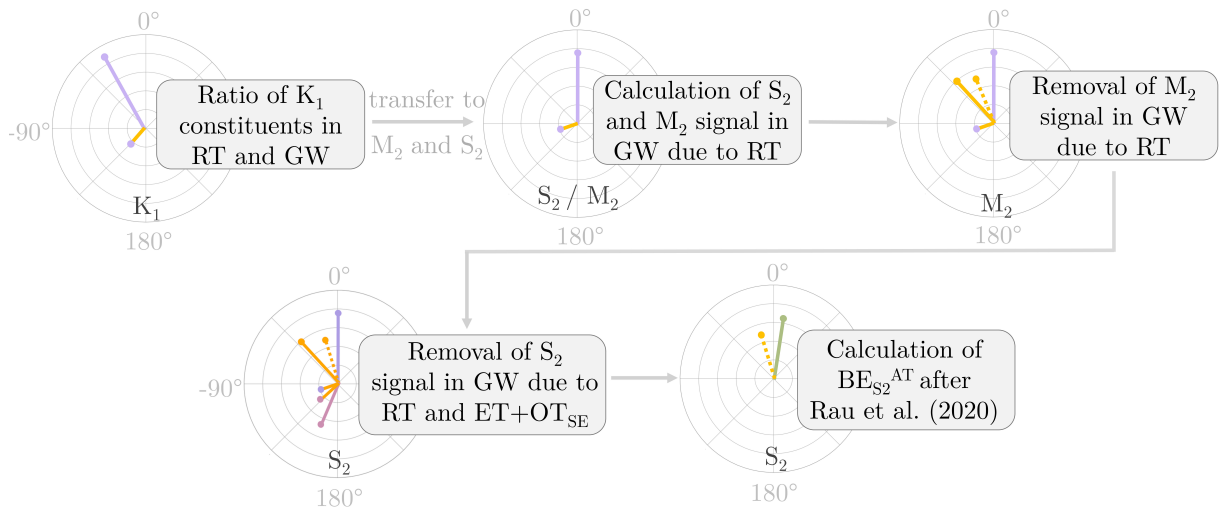 0°
-90°
180°
K₁
Ratio of K₁
constituents in
RT and GW
transfer to
M₂ and S₂
0°
180°
S₂ / M₂
Calculation of S₂
and M₂ signal in
GW due to RT
0°
180°
M₂
Removal of M₂
signal in GW
due to RT
0°
-90°
180°
S₂
Removal of S₂
signal in GW due to
RT and ET+OT_SE
0°
180°
S₂
Calculation of
BE_S2^AT after
Rau et al. (2020)